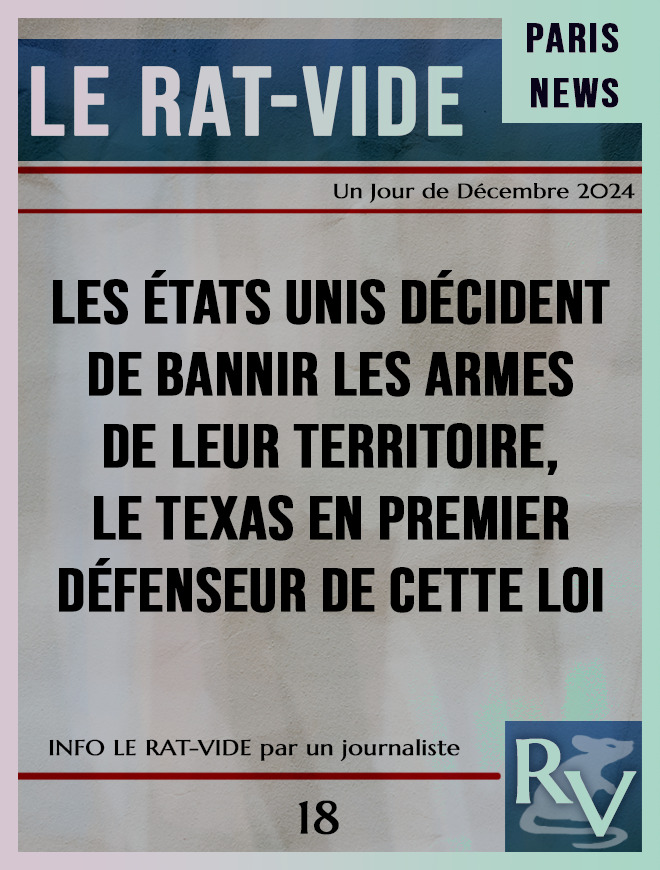 LE RAT-VIDE
PARIS
NEWS
Un Jour de Décembre 2024
LES ÉTATS UNIS DÉCIDENT
DE BANNIR LES ARMES
DE LEUR TERRITOIRE,
LE TEXAS EN PREMIER
DÉFENSEUR DE CETTE LOI
INFO LE RAT-VIDE par un journaliste
18
RV